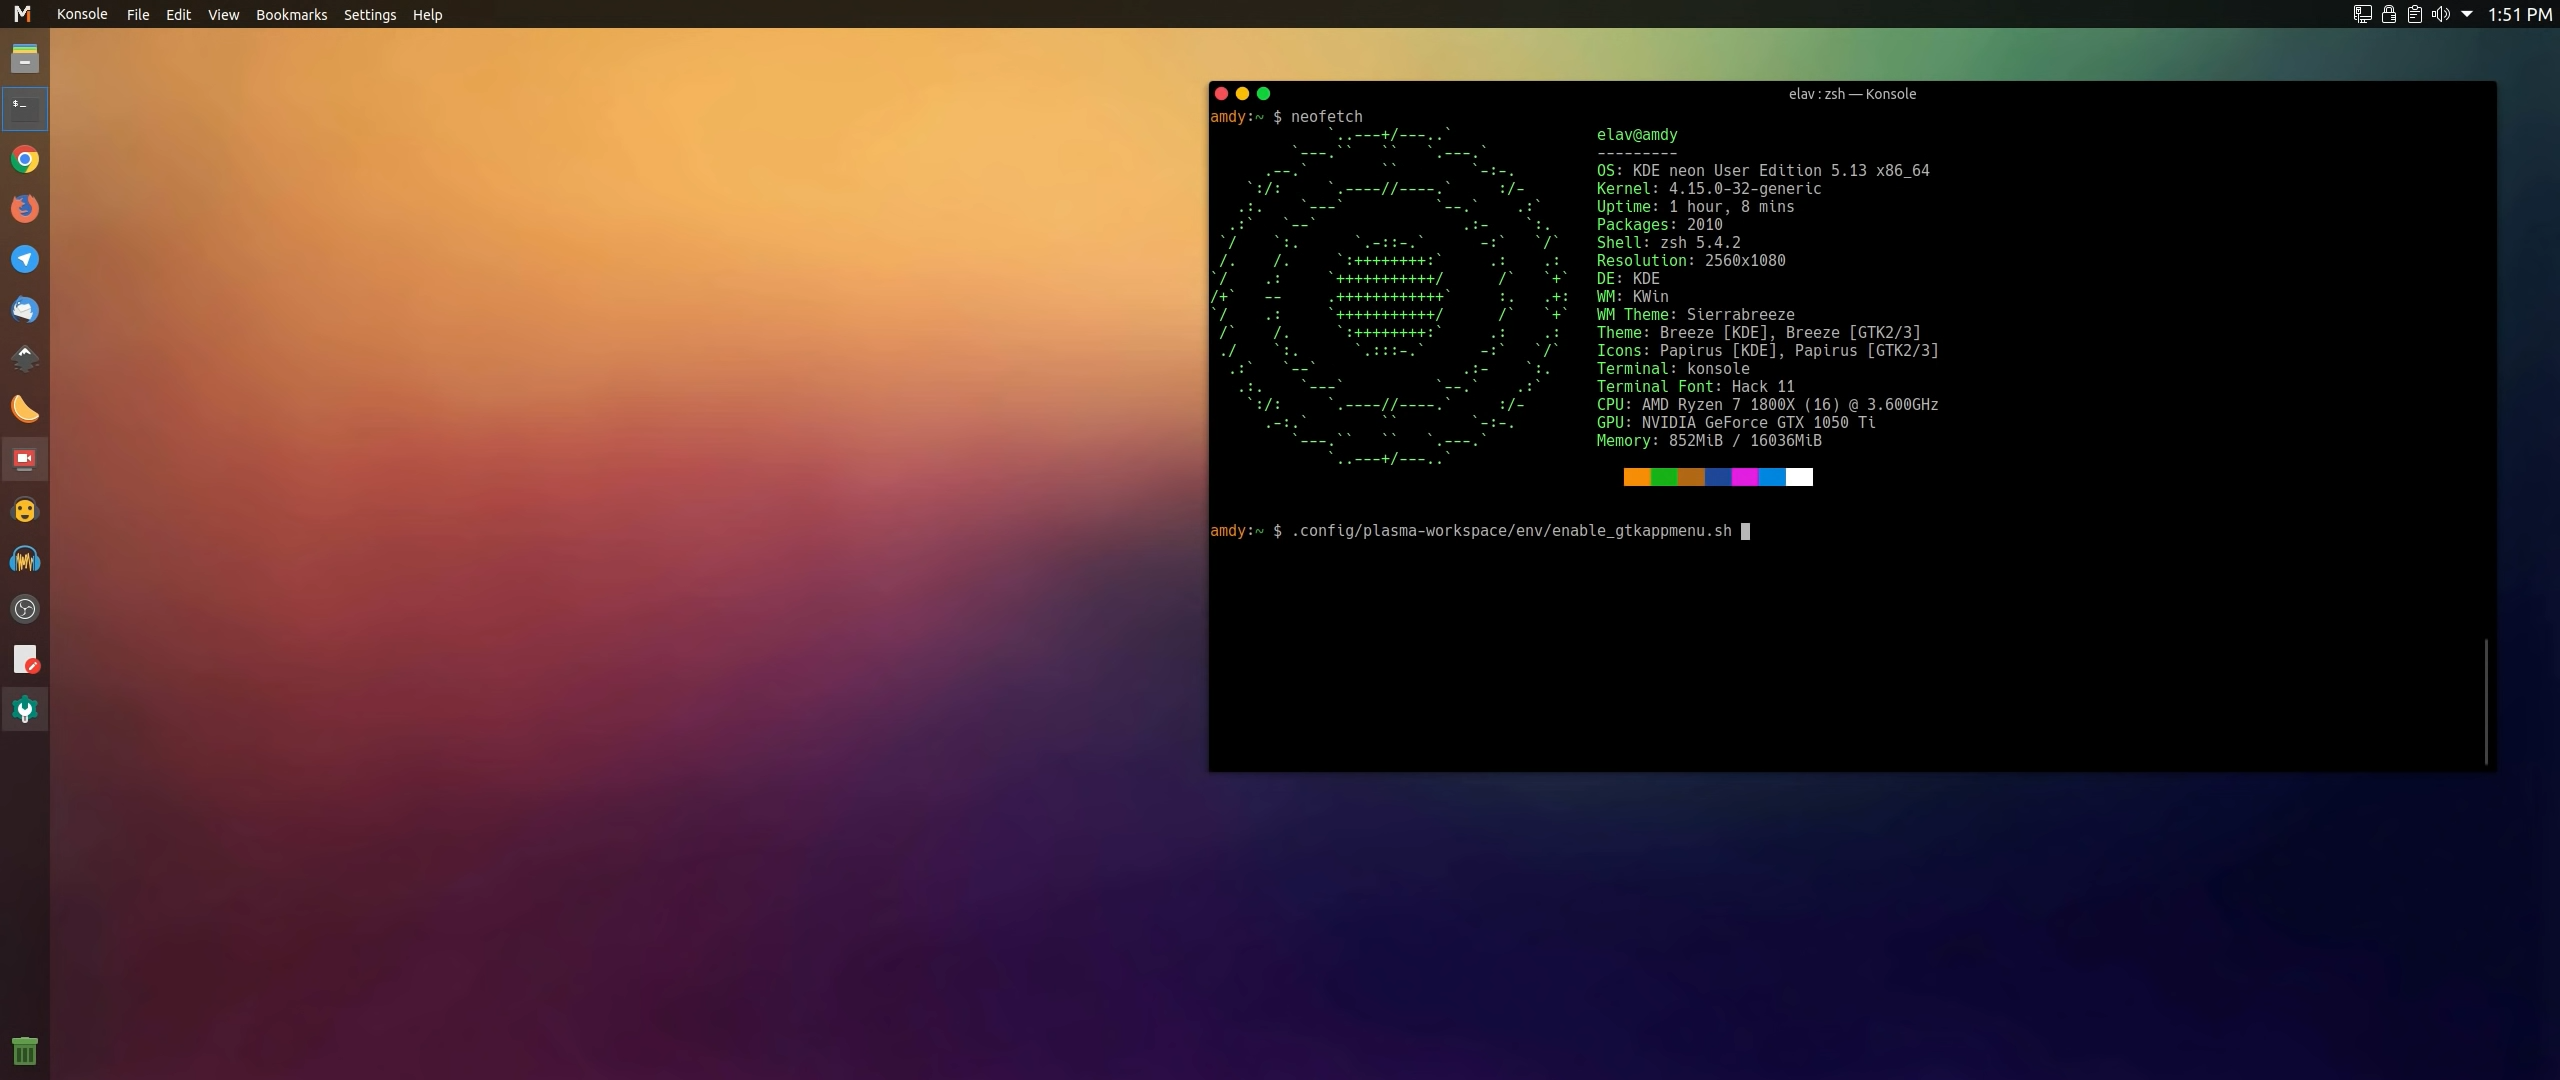 Konsole File Edit View Bookmarks Settings Help 1:51 PM
elav : zsh — Konsole
amdy:~ $ neofetch
elav@amdy
---------
OS: KDE neon User Edition 5.13 x86_64
Kernel: 4.15.0-32-generic
Uptime: 1 hour, 8 mins
Packages: 2010
Shell: zsh 5.4.2
Resolution: 2560x1080
DE: KDE
WM: KWin
WM Theme: Sierrabreeze
Theme: Breeze [KDE], Breeze [GTK2/3]
Icons: Papirus [KDE], Papirus [GTK2/3]
Terminal: konsole
Terminal Font: Hack 11
CPU: AMD Ryzen 7 1800X (16) @ 3.600GHz
GPU: NVIDIA GeForce GTX 1050 Ti
Memory: 852MiB / 16036MiB
amdy:~ $ .config/plasma-workspace/env/enable_gtkappmenu.sh